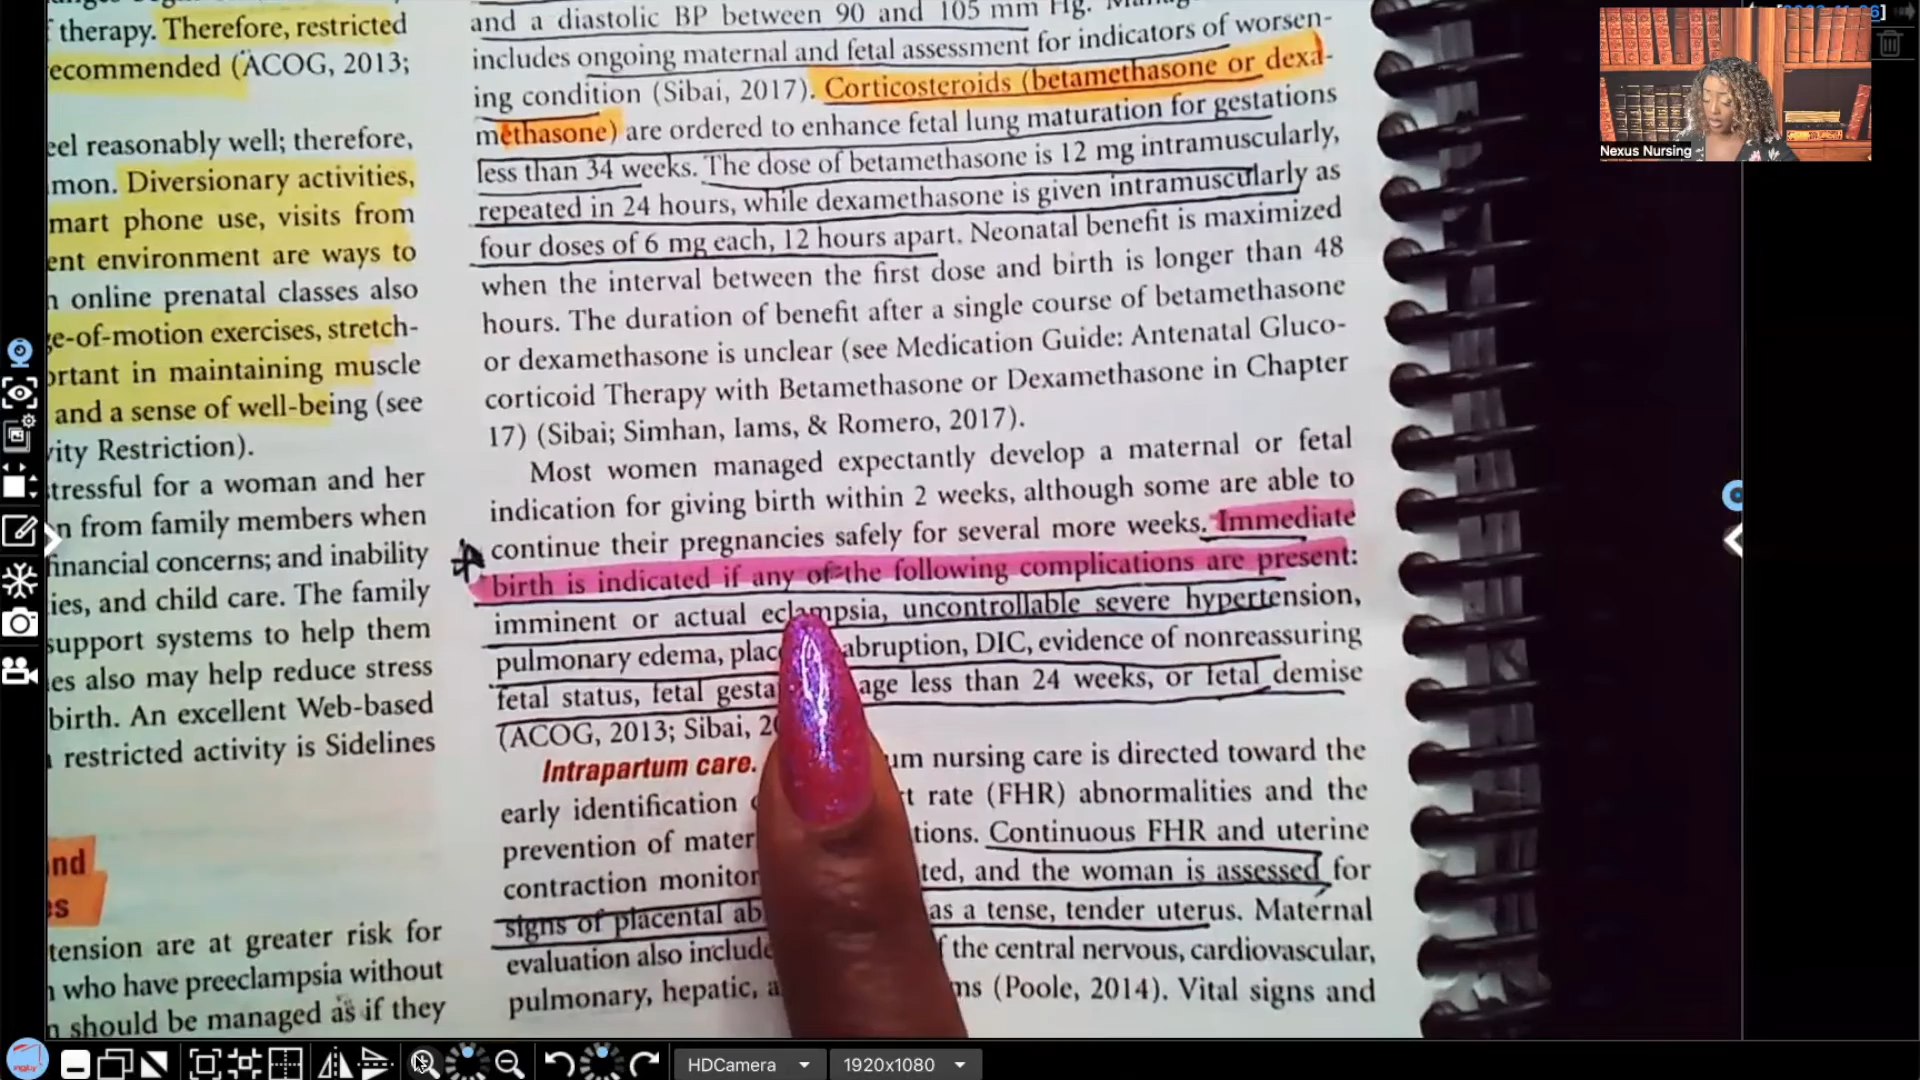 therapy. Therefore, restricted
ecommended (ACOG, 2013;
eel reasonably well; therefore,
mon. Diversionary activities,
mart phone use, visits from
ent environment are ways to
n online prenatal classes also
ge-of-motion exercises, stretch-
ortant in maintaining muscle
and a sense of well-being (see
vity Restriction).
tressful for a woman and her
n from family members when
financial concerns; and inability
ies, and child care. The family
support systems to help them
es also may help reduce stress
birth. An excellent Web-based
restricted activity is Sidelines
nd
es
tension are at greater risk for
who have preeclampsia without
should be managed as if they
and a diastolic BP between 90 and 105 mm Hg.
includes ongoing maternal and fetal assessment for indicators of worsen-
ing condition (Sibai, 2017). Corticosteroids (betamethasone or dexa-
methasone) are ordered to enhance fetal lung maturation for gestations
less than 34 weeks. The dose of betamethasone is 12 mg intramuscularly,
repeated in 24 hours, while dexamethasone is given intramuscularly as
four doses of 6 mg each, 12 hours apart. Neonatal benefit is maximized
when the interval between the first dose and birth is longer than 48
hours. The duration of benefit after a single course of betamethasone
or dexamethasone is unclear (see Medication Guide: Antenatal Gluco-
corticoid Therapy with Betamethasone or Dexamethasone in Chapter
17) (Sibai; Simhan, Iams, & Romero, 2017).
Most women managed expectantly develop a maternal or fetal
indication for giving birth within 2 weeks, although some are able to
continue their pregnancies safely for several more weeks. Immediate
birth is indicated if any of the following complications are present:
imminent or actual eclampsia, uncontrollable severe hypertension,
pulmonary edema, plac abruption, DIC, evidence of nonreassuring
fetal status, fetal gesta age less than 24 weeks, or fetal demise
(ACOG, 2013; Sibai, 20
Intrapartum care. um nursing care is directed toward the
early identification t rate (FHR) abnormalities and the
prevention of mater tions. Continuous FHR and uterine
contraction monitor ted, and the woman is assessed for
signs of placental ab as a tense, tender uterus. Maternal
evaluation also include f the central nervous, cardiovascular,
pulmonary, hepatic, a ms (Poole, 2014). Vital signs and
Nexus Nursing
HDCamera
1920x1080